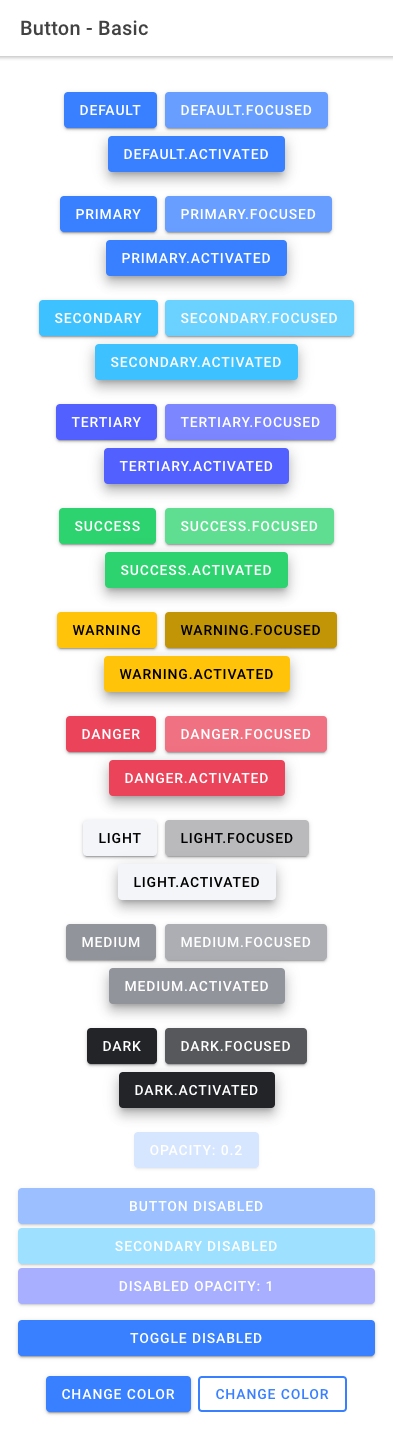 Button - Basic
DEFAULT DEFAULT.FOCUSED
DEFAULT.ACTIVATED
PRIMARY PRIMARY.FOCUSED
PRIMARY.ACTIVATED
SECONDARY SECONDARY.FOCUSED
SECONDARY.ACTIVATED
TERTIARY TERTIARY.FOCUSED
TERTIARY.ACTIVATED
SUCCESS SUCCESS.FOCUSED
SUCCESS.ACTIVATED
WARNING WARNING.FOCUSED
WARNING.ACTIVATED
DANGER DANGER.FOCUSED
DANGER.ACTIVATED
LIGHT LIGHT.FOCUSED
LIGHT.ACTIVATED
MEDIUM MEDIUM.FOCUSED
MEDIUM.ACTIVATED
DARK DARK.FOCUSED
DARK.ACTIVATED
OPACITY: 0.2
BUTTON DISABLED
SECONDARY DISABLED
DISABLED OPACITY: 1
TOGGLE DISABLED
CHANGE COLOR CHANGE COLOR